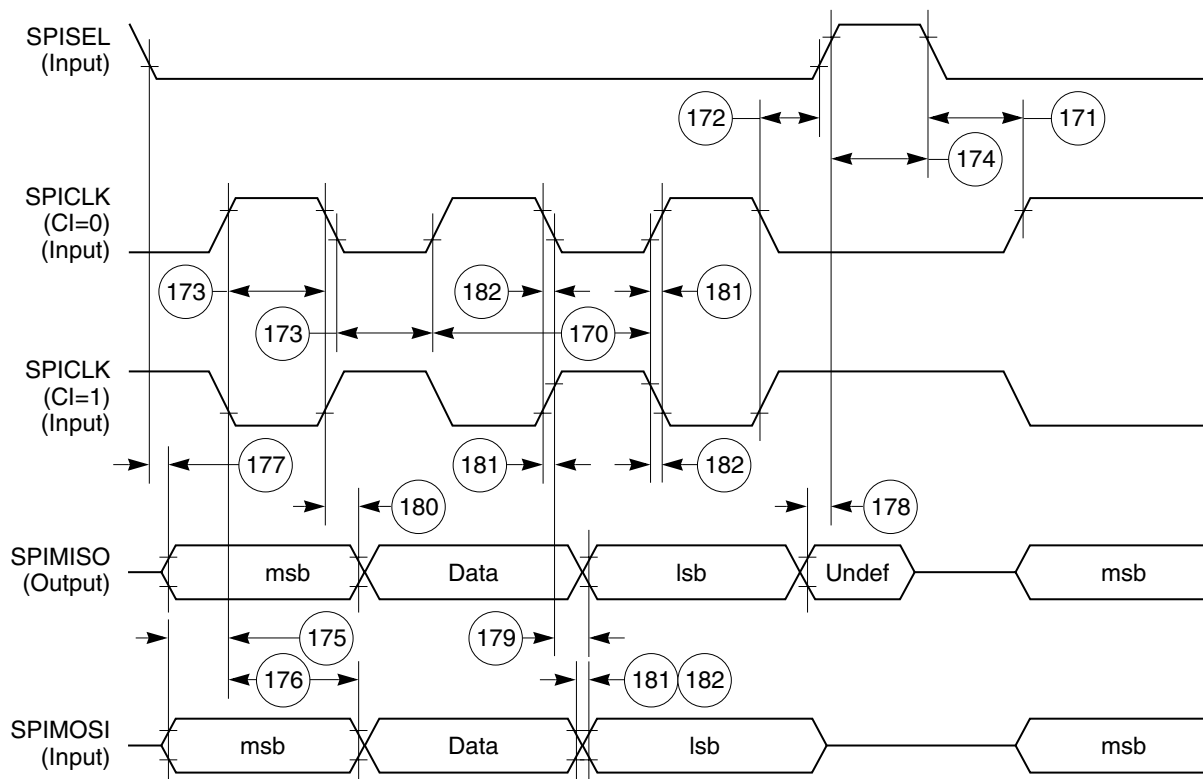 SPISEL
(Input)
172
171
174
SPICLK
(CI=0)
(Input)
173
182
181
173
170
SPICLK
(CI=1)
(Input)
177
181
182
180
178
SPIMISO
(Output)
msb
Data
lsb
Undef
msb
175
179
176
181
182
SPIMOSI
(Input)
msb
Data
lsb
msb